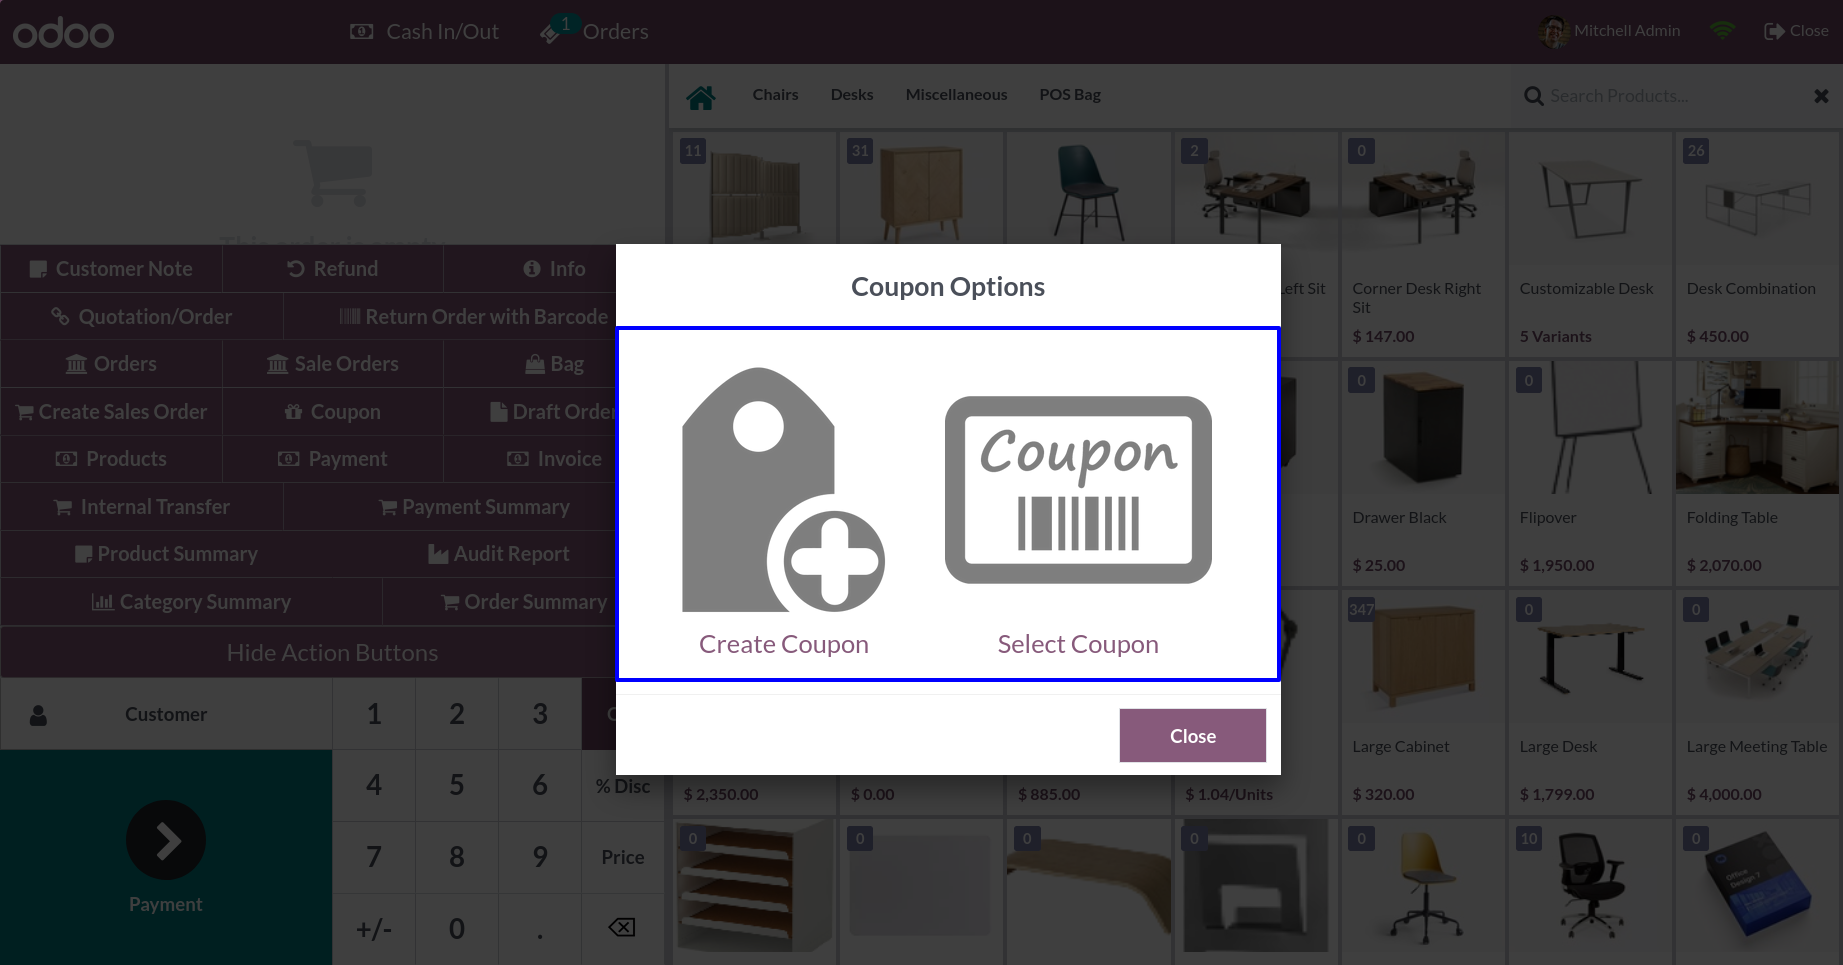 odoo
Cash In/Out
1
Orders
Mitchell Admin
Close
Chairs
Desks
Miscellaneous
POS Bag
Search Products...
11
31
2
0
26
Left Sit
Corner Desk Right
Sit
$ 147.00
Customizable Desk
5 Variants
Desk Combination
$ 450.00
This order is empty
Customer Note
Refund
Info
Quotation/Order
Return Order with Barcode
Orders
Sale Orders
Bag
Create Sales Order
Coupon
Draft Order
Products
Payment
Invoice
Internal Transfer
Payment Summary
Product Summary
Audit Report
Category Summary
Order Summary
Hide Action Buttons
Customer
1
2
3
4
5
6
% Disc
7
8
9
Price
+/-
0
.
Payment
Coupon Options
Coupon
Create Coupon
Select Coupon
Close
0
0
Drawer Black
$ 25.00
Flipover
$ 1,950.00
Folding Table
$ 2,070.00
347
0
0
Large Cabinet
Large Desk
Large Meeting Table
$ 2,350.00
$ 0.00
$ 885.00
$ 1.04/Units
$ 320.00
$ 1,799.00
$ 4,000.00
0
0
0
0
0
10
0
Office
Design 7